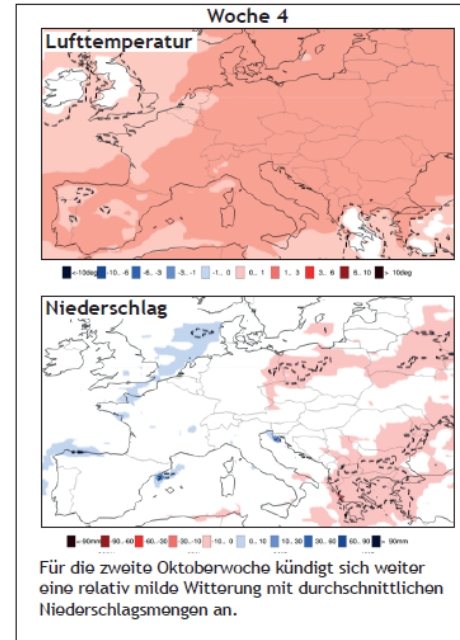 Woche 4
Lufttemperatur
<-10deg -10..-6 -6..-3 -3..-1 -1..0 0..1 1..3 3..6 6..10 > 10deg
Niederschlag
<-90mm -90..-60 -60..-30 -30..-10 -10..0 0..10 10..30 30..60 60..90 > 90mm
Für die zweite Oktoberwoche kündigt sich weiter
eine relativ milde Witterung mit durchschnittlichen
Niederschlagsmengen an.